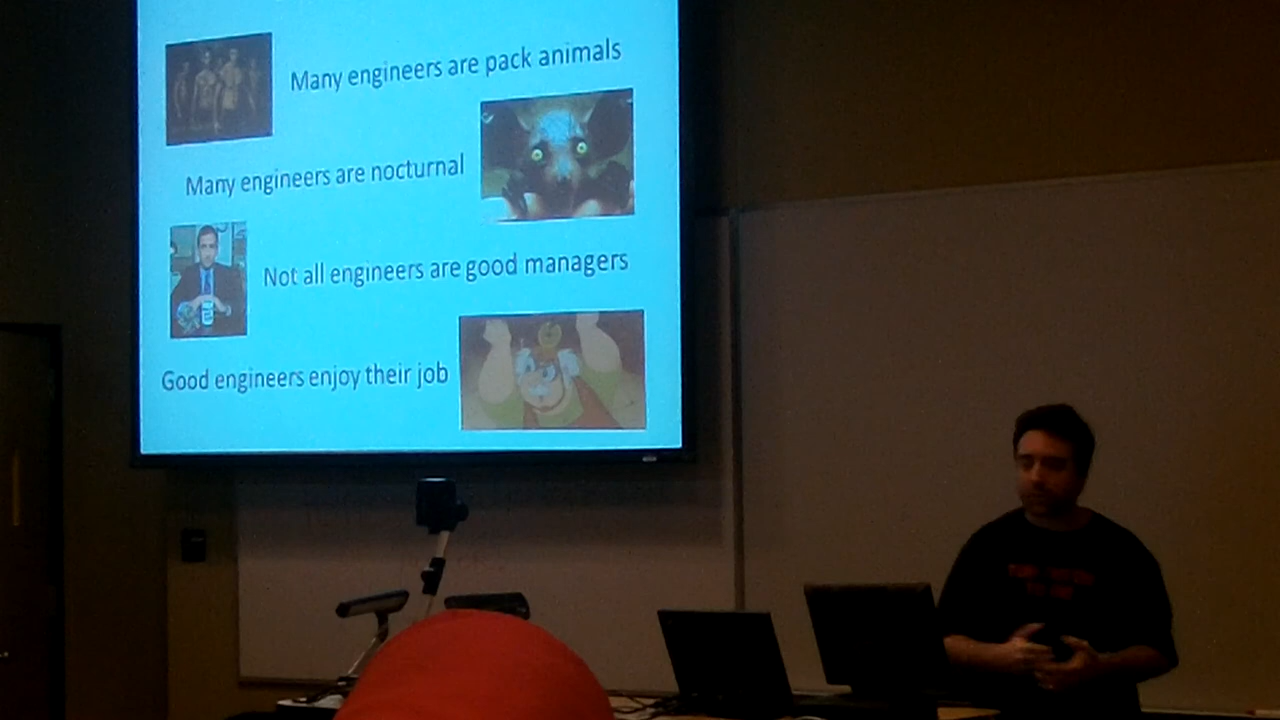 Many engineers are pack animals
Many engineers are nocturnal
Not all engineers are good managers
Good engineers enjoy their job